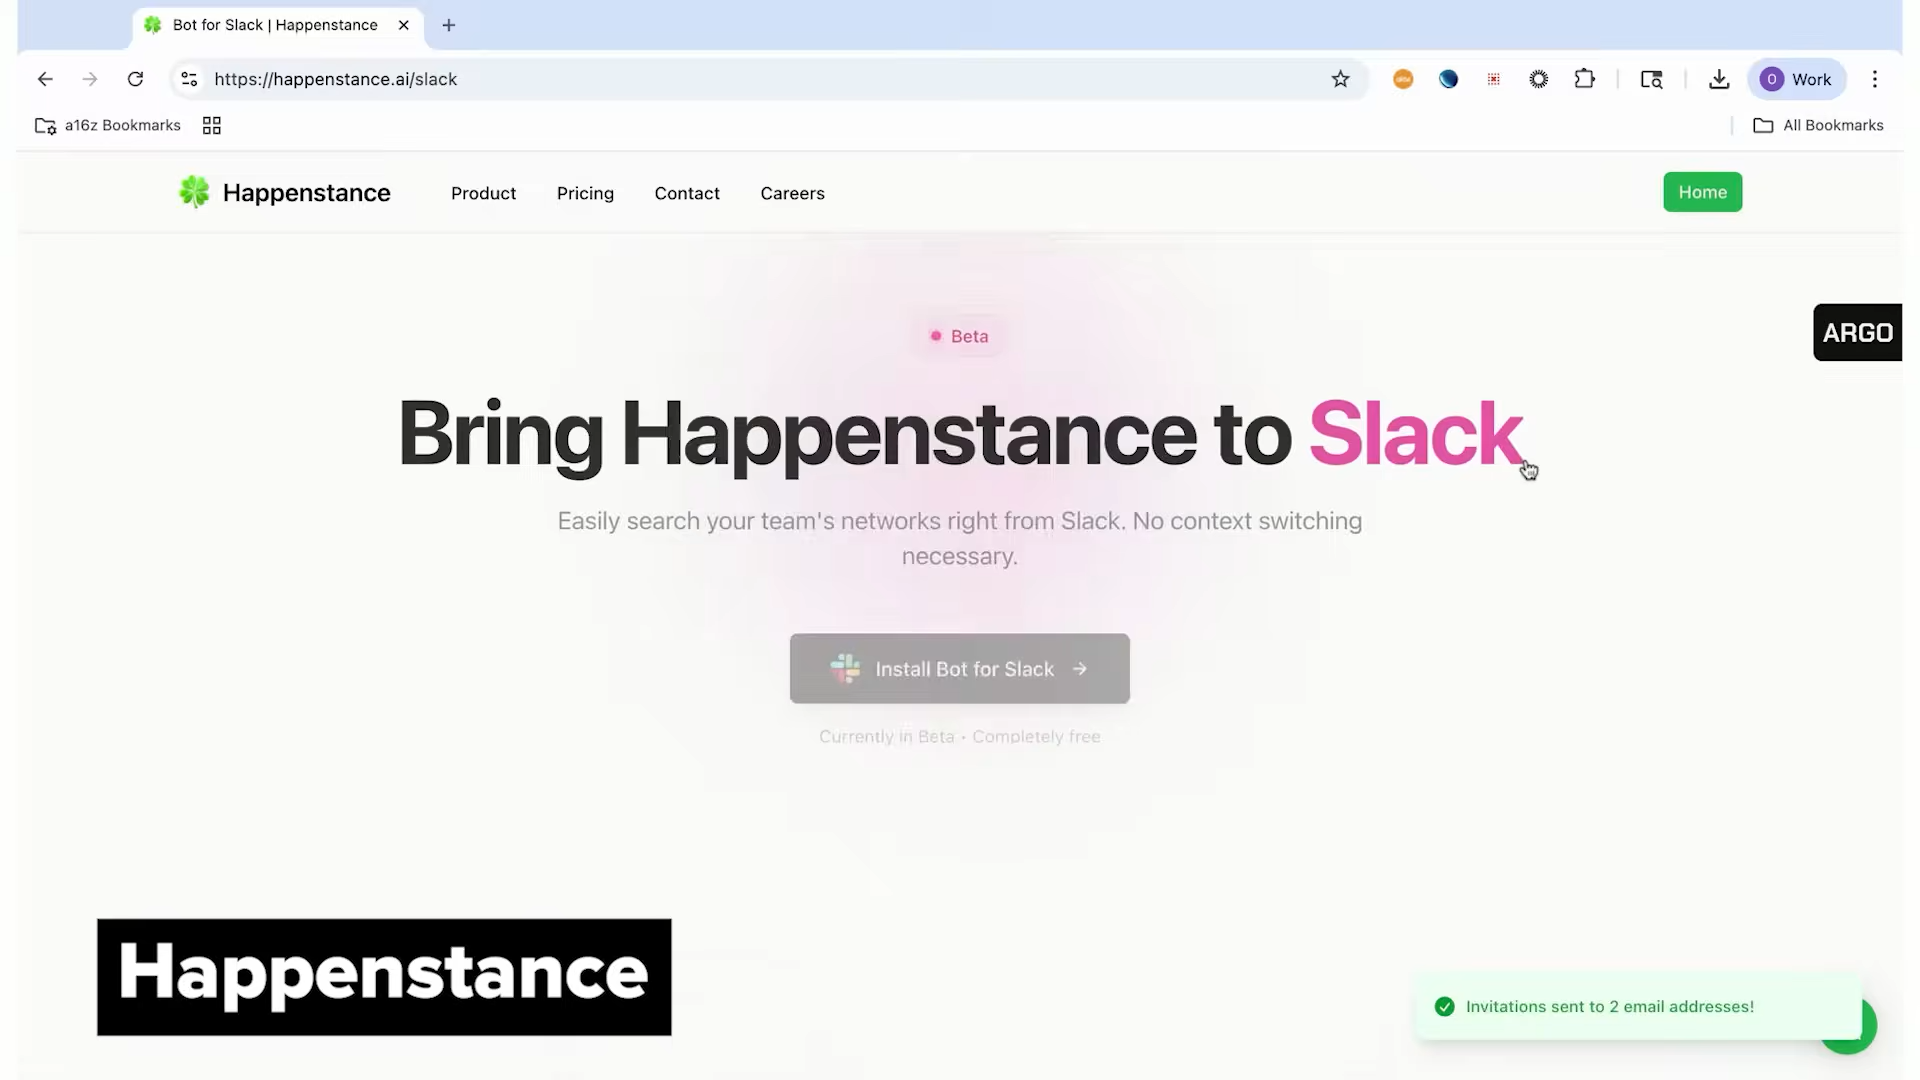 Bot for Slack | Happenstance
https://happenstance.ai/slack
O Work
a16z Bookmarks
All Bookmarks
Happenstance
Product
Pricing
Contact
Careers
Home
Beta
ARGO
Bring Happenstance to Slack
Easily search your team's networks right from Slack. No context switching
necessary.
Install Bot for Slack →
Currently in Beta • Completely free
Happenstance
Invitations sent to 2 email addresses!